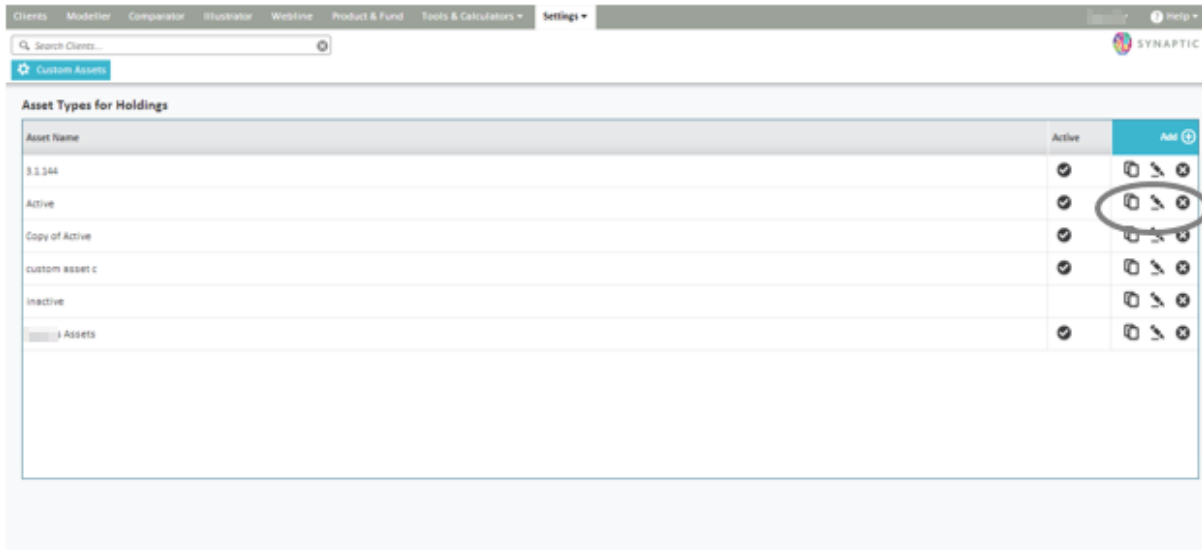 Clients Modeller Comparator Illustrator Webline Product & Fund Tools & Calculators Settings Help
Search Clients... SYNAPTIC
Custom Assets
Asset Types for Holdings
Asset Name Active Add
3.1.144
Active
Copy of Active
custom asset c
inactive
Assets